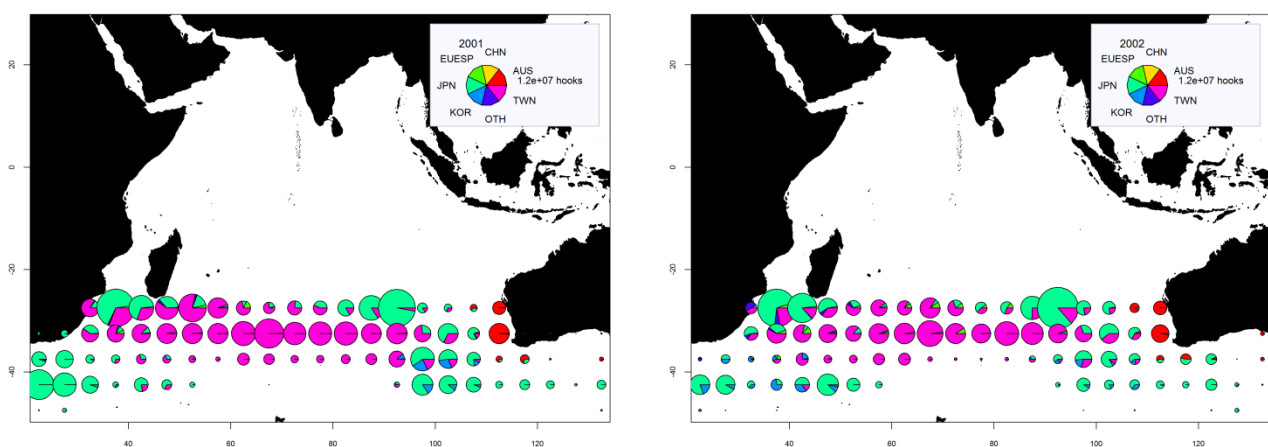 2001
CHN
EUESP
AUS
1.2e+07 hooks
JPN
TWN
KOR
OTH
20
0
-20
-40
40
60
80
100
120
2002
CHN
EUESP
AUS
1.2e+07 hooks
JPN
TWN
KOR
OTH
20
0
-20
-40
40
60
80
100
120